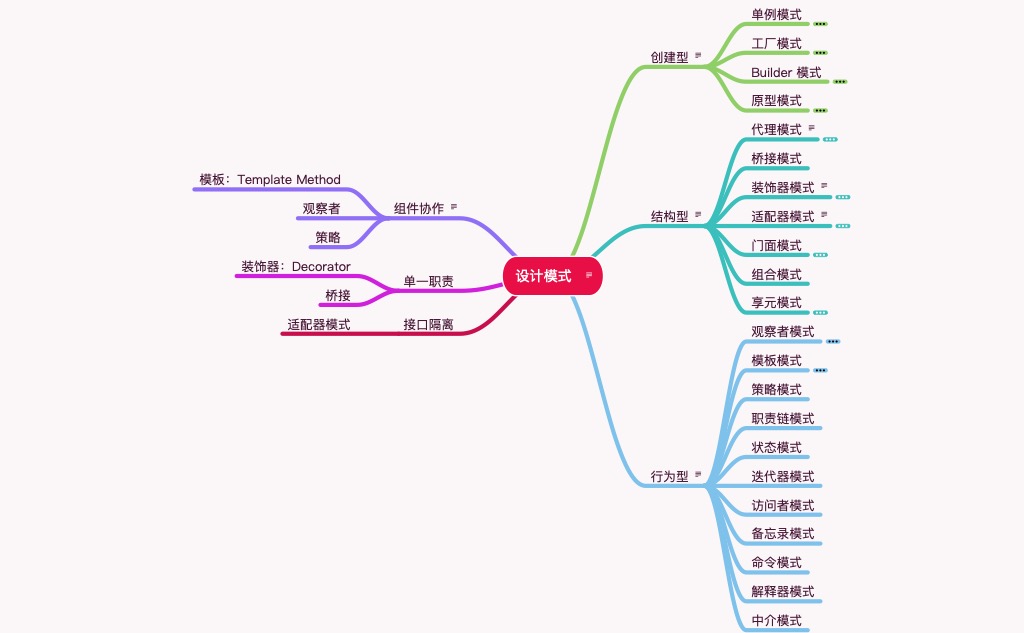 设计模式
创建型
单例模式
工厂模式
Builder 模式
原型模式
结构型
代理模式
桥接模式
装饰器模式
适配器模式
门面模式
组合模式
享元模式
行为型
观察者模式
模板模式
策略模式
职责链模式
状态模式
迭代器模式
访问者模式
备忘录模式
命令模式
解释器模式
中介模式
组件协作
模板：Template Method
观察者
策略
单一职责
装饰器：Decorator
桥接
接口隔离
适配器模式